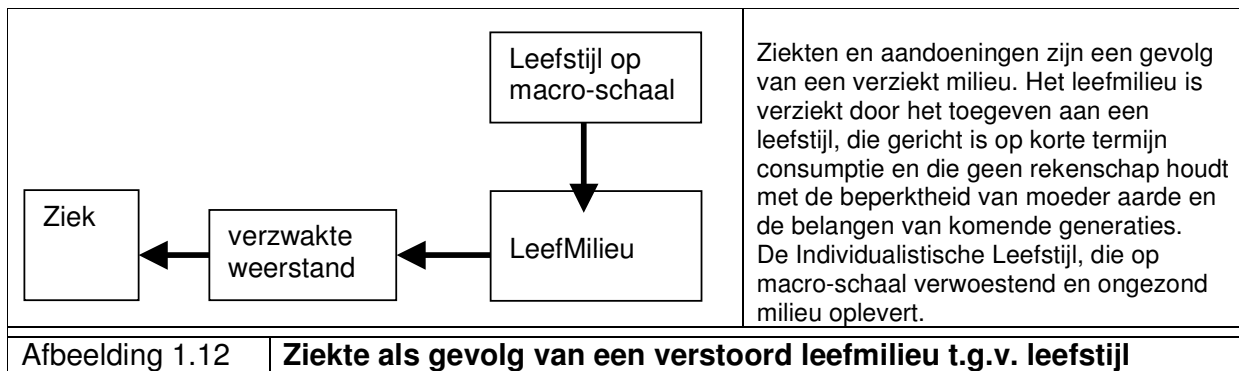 Leefstijl op
macro-schaal
Ziek
verzwakte
weerstand
LeefMilieu
Ziekten en aandoeningen zijn een gevolg
van een verziekt milieu. Het leefmilieu is
verziekt door het toegeven aan een
leefstijl, die gericht is op korte termijn
consumptie en die geen rekenschap houdt
met de beperktheid van moeder aarde en
de belangen van komende generaties.
De Individualistische Leefstijl, die op
macro-schaal verwoestend en ongezond
milieu oplevert.
Afbeelding 1.12 Ziekte als gevolg van een verstoord leefmilieu t.g.v. leefstijl